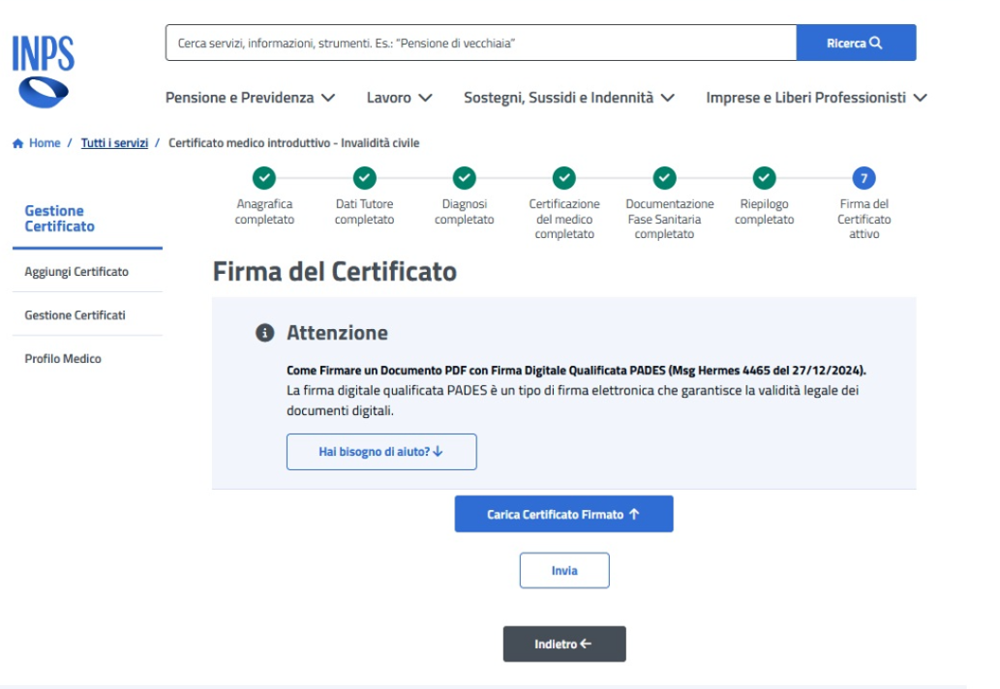 INPS
Cerca servizi, informazioni, strumenti. Es.: "Pensione di vecchiaia"
Ricerca
Pensione e Previdenza
Lavoro
Sostegni, Sussidi e Indennità
Imprese e Liberi Professionisti
Home / Tutti i servizi / Certificato medico introduttivo - Invalidità civile
7
Anagrafica
completato
Dati Tutore
completato
Diagnosi
completato
Certificazione
del medico
completato
Documentazione
Fase Sanitaria
completato
Riepilogo
completato
Firma del
Certificato
attivo
Gestione
Certificato
Aggiungi Certificato
Gestione Certificati
Profilo Medico
Firma del Certificato
Attenzione
Come Firmare un Documento PDF con Firma Digitale Qualificata PADES (Msg Hermes 4465 del 27/12/2024).
La firma digitale qualificata PADES è un tipo di firma elettronica che garantisce la validità legale dei
documenti digitali.
Hai bisogno di aiuto? ↓
Carica Certificato Firmato ↑
Invia
Indietro ←